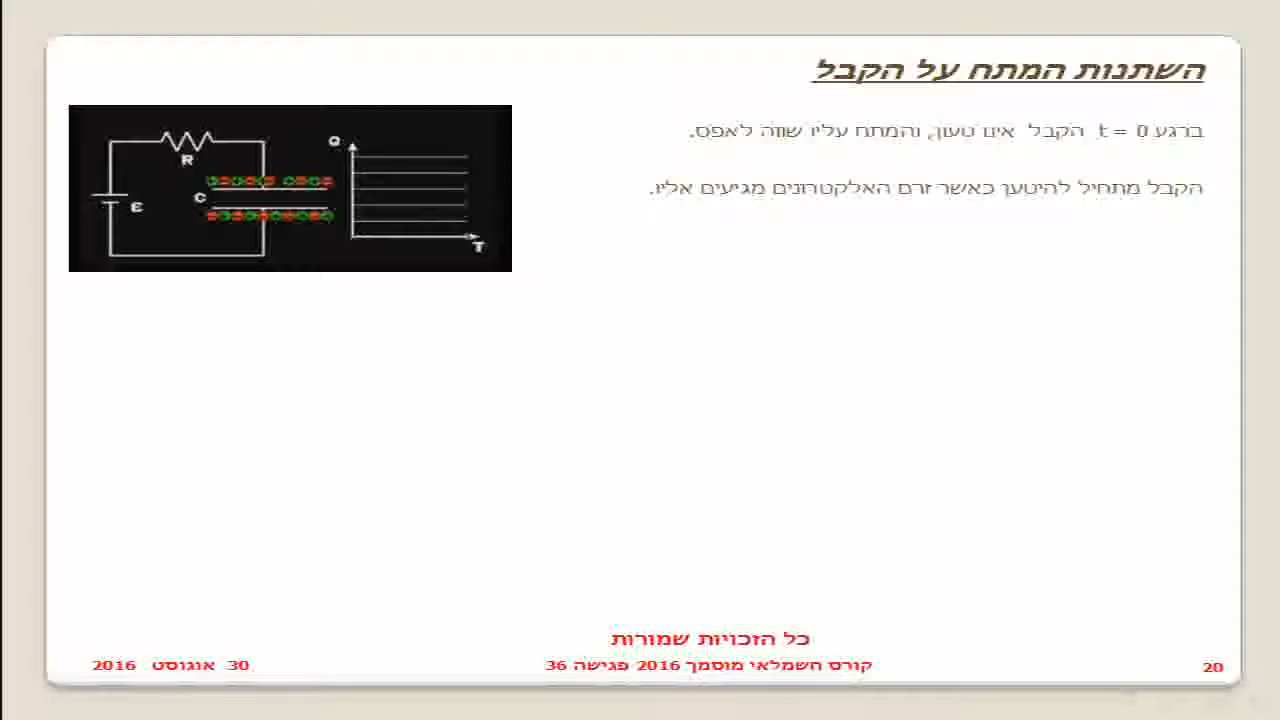 השתנות המתח על הקבל
ברגע t = 0 הקבל אינו טעון, והמתח עליו שווה לאפס.
הקבל מתחיל להיטען כאשר זרם האלקטרונים מגיעים אליו.
R
Q
C
ε
T
כל הזכויות שמורות
30 אוגוסט 2016
קורס חשמלאי מוסמך 2016 פגישה 36
20